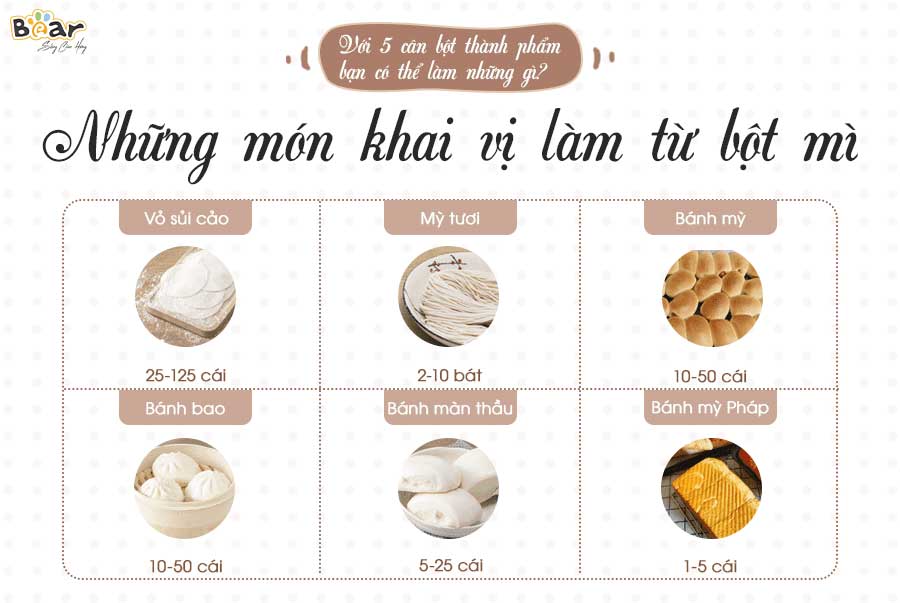 Bear
Sống Cảm Hứng
Với 5 cân bột thành phẩm
bạn có thể làm những gì?
Những món khai vị làm từ bột mì
Vỏ sủi cảo
Mỳ tươi
Bánh mỳ
25-125 cái
2-10 bát
10-50 cái
Bánh bao
Bánh màn thầu
Bánh mỳ Pháp
10-50 cái
5-25 cái
1-5 cái